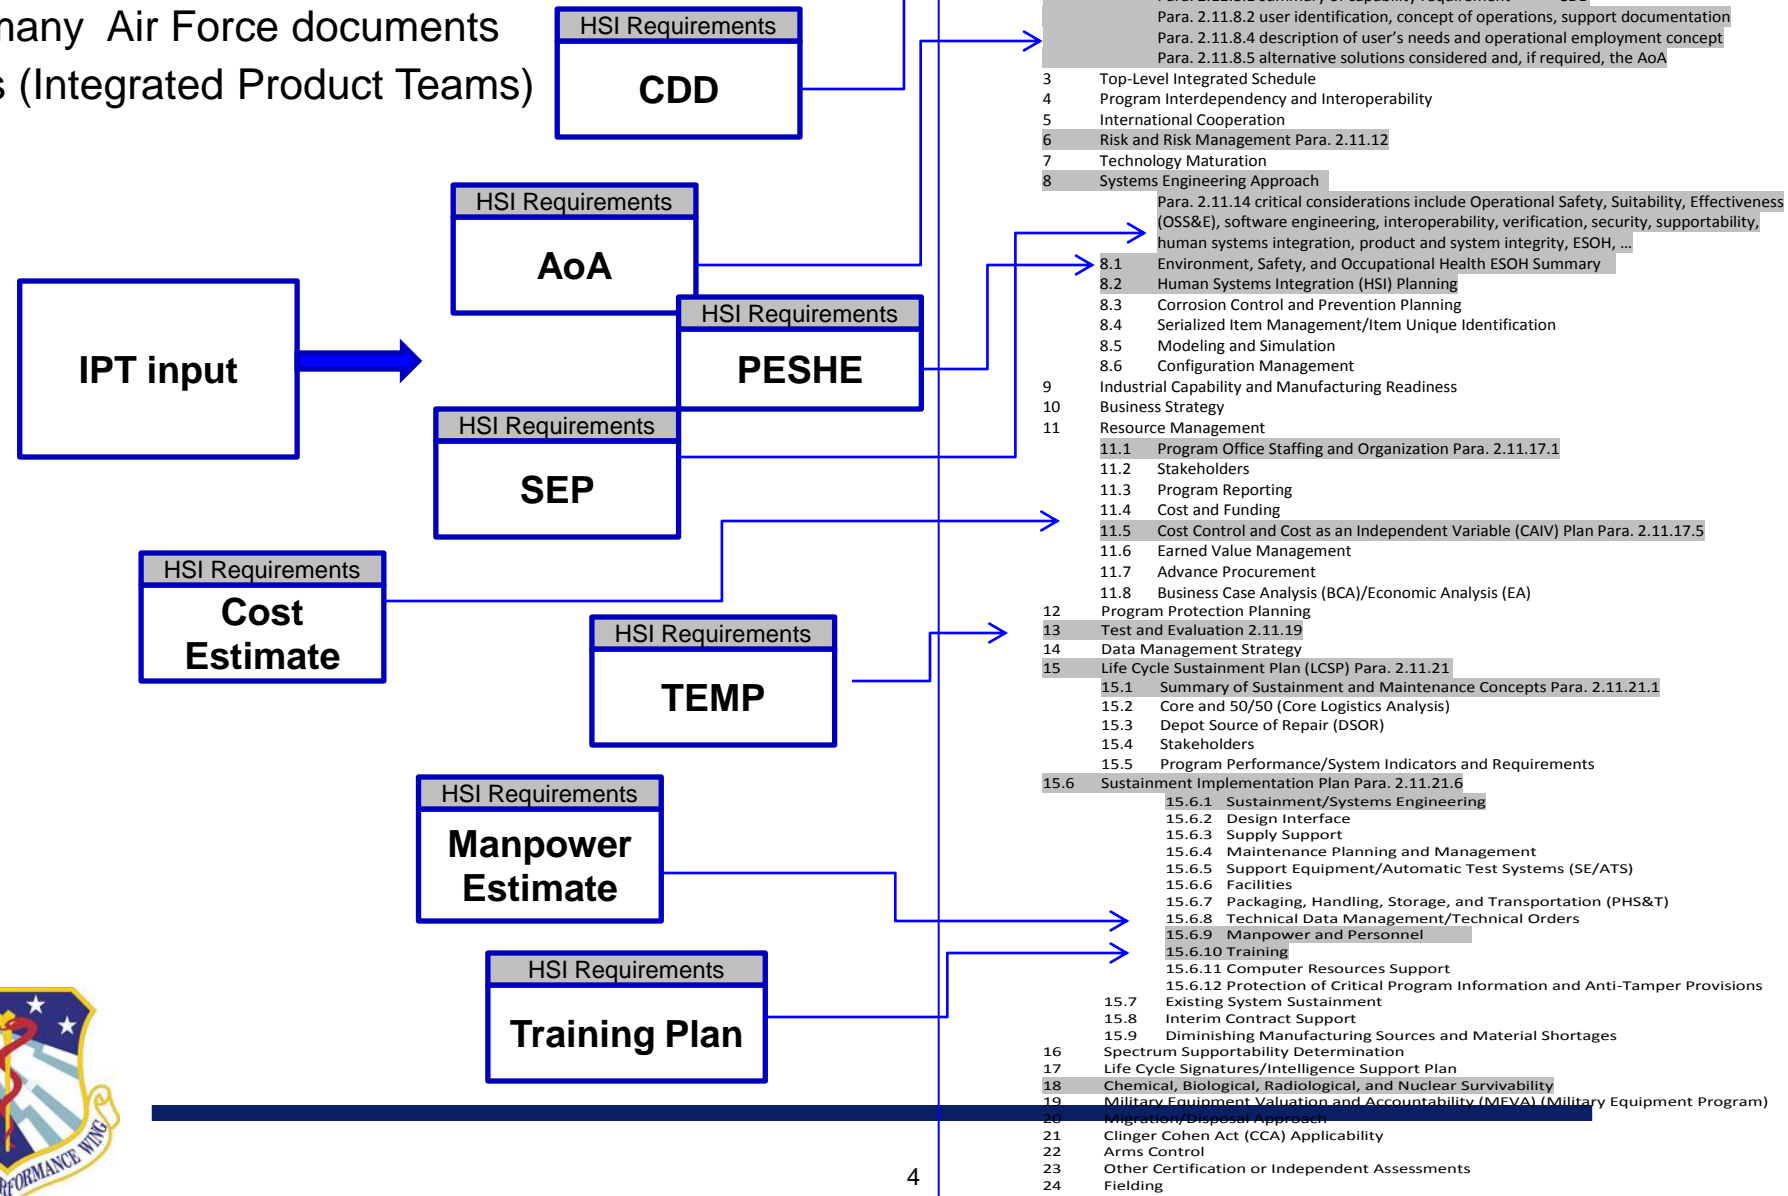 many Air Force documents
s (Integrated Product Teams)
HSI Requirements
CDD
HSI Requirements
AoA
HSI Requirements
PESHE
IPT input
HSI Requirements
SEP
HSI Requirements
Cost
Estimate
HSI Requirements
TEMP
HSI Requirements
Manpower
Estimate
HSI Requirements
Training Plan
RFORMANCE WING
4
Para. 2.11.8.2 user identification, concept of operations, support documentation
Para. 2.11.8.4 description of user's needs and operational employment concept
Para. 2.11.8.5 alternative solutions considered and, if required, the AoA
3 Top-Level Integrated Schedule
4 Program Interdependency and Interoperability
5 International Cooperation
6 Risk and Risk Management Para. 2.11.12
7 Technology Maturation
8 Systems Engineering Approach
Para. 2.11.14 critical considerations include Operational Safety, Suitability, Effectiveness
(OSS&E), software engineering, interoperability, verification, security, supportability,
human systems integration, product and system integrity, ESOH, ...
8.1 Environment, Safety, and Occupational Health ESOH Summary
8.2 Human Systems Integration (HSI) Planning
8.3 Corrosion Control and Prevention Planning
8.4 Serialized Item Management/Item Unique Identification
8.5 Modeling and Simulation
8.6 Configuration Management
9 Industrial Capability and Manufacturing Readiness
10 Business Strategy
11 Resource Management
11.1 Program Office Staffing and Organization Para. 2.11.17.1
11.2 Stakeholders
11.3 Program Reporting
11.4 Cost and Funding
11.5 Cost Control and Cost as an Independent Variable (CAIV) Plan Para. 2.11.17.5
11.6 Earned Value Management
11.7 Advance Procurement
11.8 Business Case Analysis (BCA)/Economic Analysis (EA)
12 Program Protection Planning
13 Test and Evaluation 2.11.19
14 Data Management Strategy
15 Life Cycle Sustainment Plan (LCSP) Para. 2.11.21
15.1 Summary of Sustainment and Maintenance Concepts Para. 2.11.21.1
15.2 Core and 50/50 (Core Logistics Analysis)
15.3 Depot Source of Repair (DSOR)
15.4 Stakeholders
15.5 Program Performance/System Indicators and Requirements
15.6 Sustainment Implementation Plan Para. 2.11.21.6
15.6.1 Sustainment/Systems Engineering
15.6.2 Design Interface
15.6.3 Supply Support
15.6.4 Maintenance Planning and Management
15.6.5 Support Equipment/Automatic Test Systems (SE/ATS)
15.6.6 Facilities
15.6.7 Packaging, Handling, Storage, and Transportation (PHS&T)
15.6.8 Technical Data Management/Technical Orders
15.6.9 Manpower and Personnel
15.6.10 Training
15.6.11 Computer Resources Support
15.6.12 Protection of Critical Program Information and Anti-Tamper Provisions
15.7 Existing System Sustainment
15.8 Interim Contract Support
15.9 Diminishing Manufacturing Sources and Material Shortages
16 Spectrum Supportability Determination
17 Life Cycle Signatures/Intelligence Support Plan
18 Chemical, Biological, Radiological, and Nuclear Survivability
19 Military Equipment Valuation and Accountability (MEVA) (Military Equipment Program)
20 Migration/Disposal Approach
21 Clinger Cohen Act (CCA) Applicability
22 Arms Control
23 Other Certification or Independent Assessments
24 Fielding